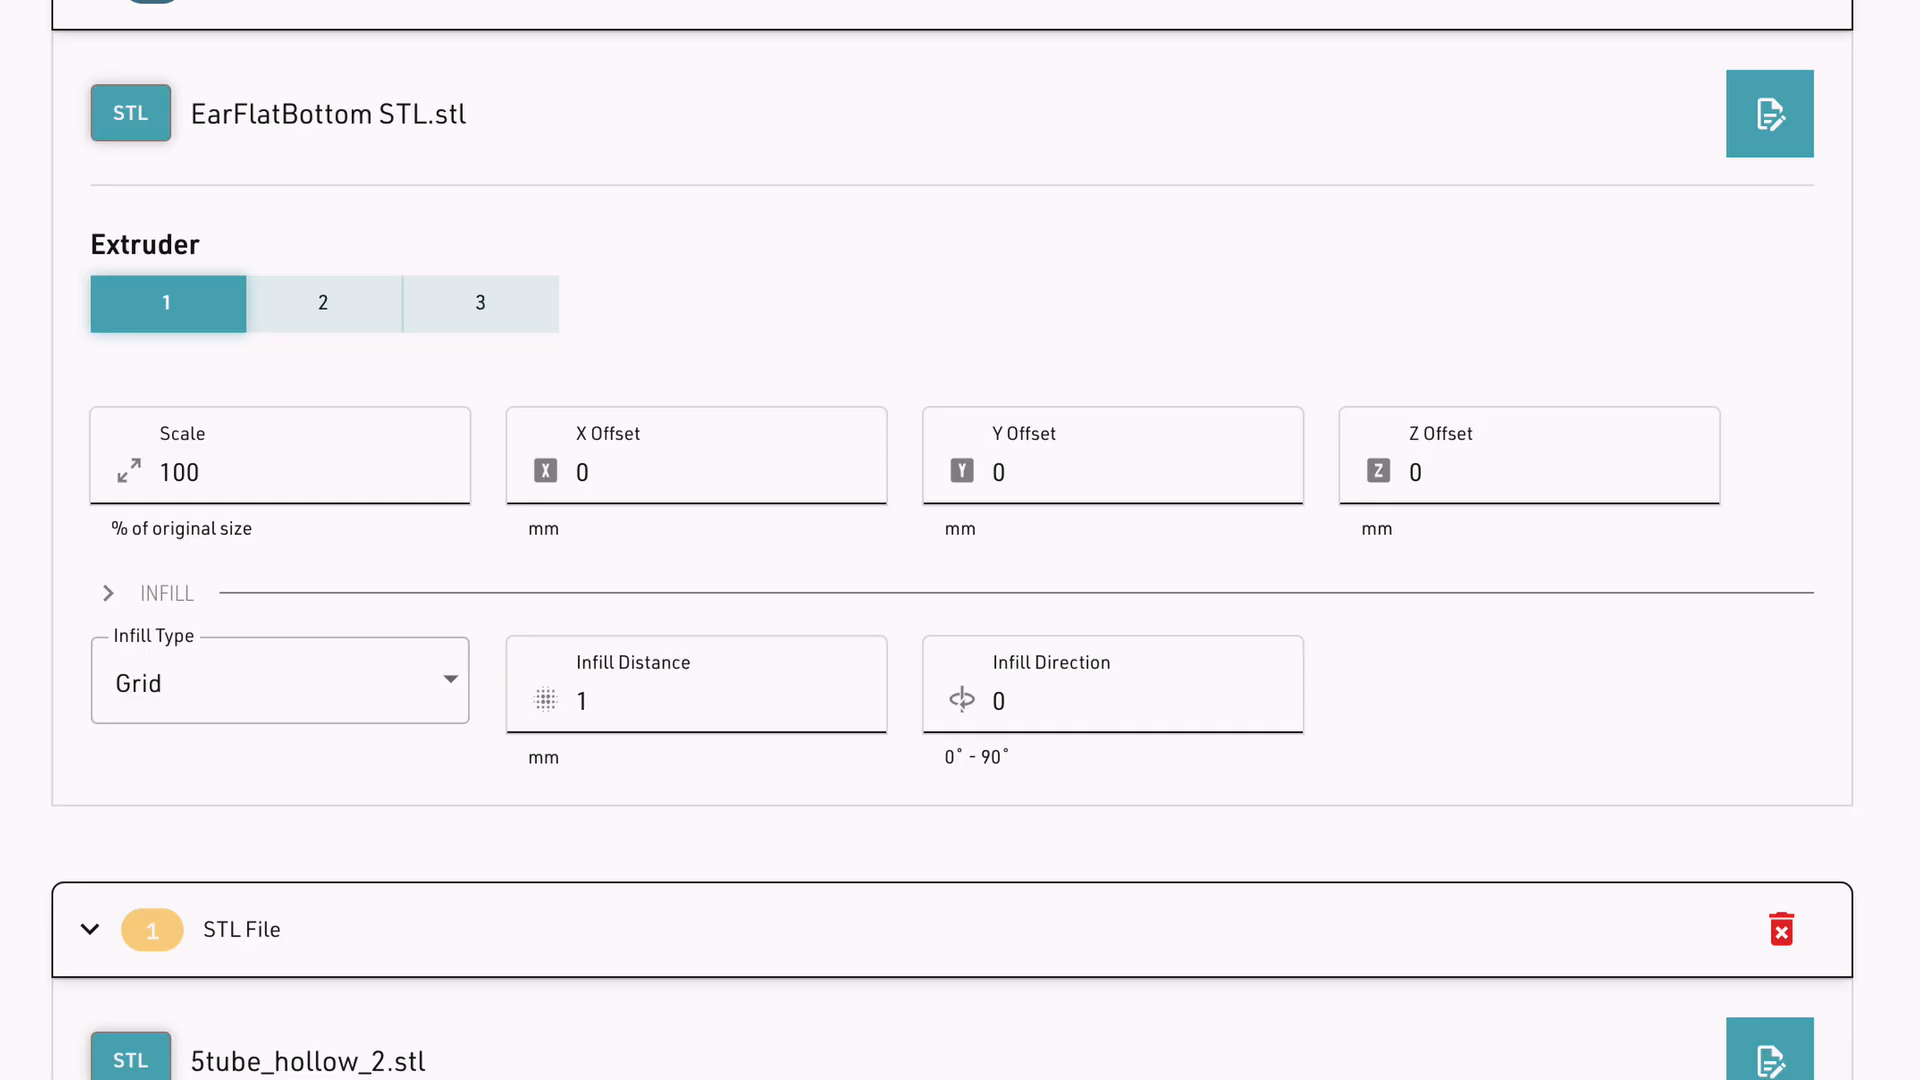 STL EarFlatBottom STL.stl
Extruder
1 2 3
Scale X Offset Y Offset Z Offset
100 X 0 Y 0 Z 0
% of original size mm mm mm
INFILL
Infill Type
Infill Distance Infill Direction
Grid 1 0
mm 0° - 90°
1 STL File
STL 5tube_hollow_2.stl